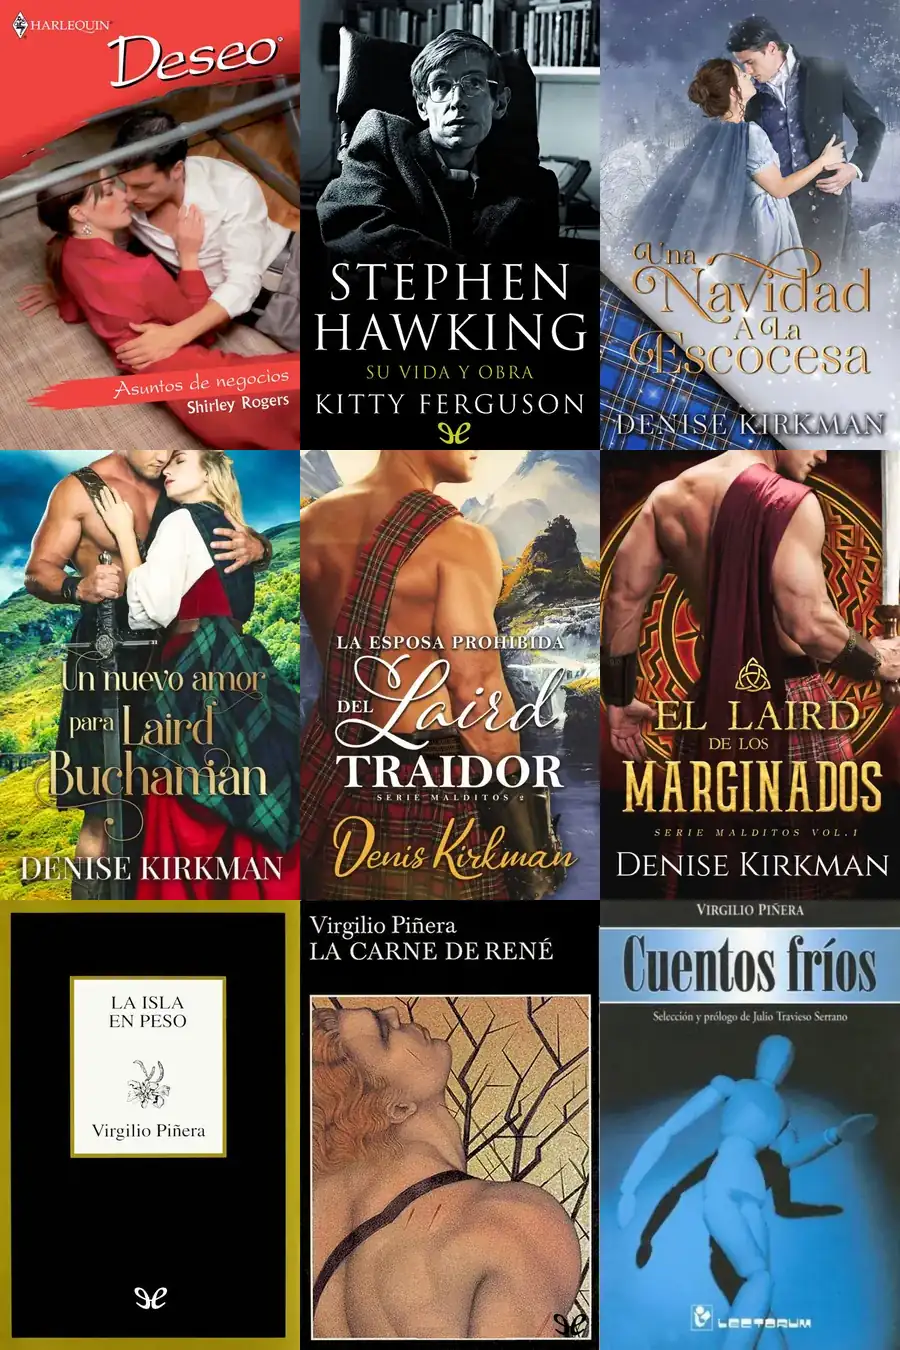 HARLEQUIN
Deseo
Asuntos de negocios
Shirley Rogers
STEPHEN
HAWKING
SU VIDA Y OBRA
KITTY FERGUSON
Una
Navidad
A La
Escocesa
DENISE KIRKMAN
Un nuevo amor
para Laird
Buchaman
DENISE KIRKMAN
LA ESPOSA PROHIBIDA
DEL Laird
TRAIDOR
SERIE MALDITOS 2
Denis Kirkman
EL LAIRD
DE LOS
MARGINADOS
SERIE MALDITOS VOL.1
DENISE KIRKMAN
LA ISLA
EN PESO
Virgilio Piñera
Virgilio Piñera
LA CARNE DE RENÉ
VIRGILIO PIÑERA
Cuentos fríos
Selección y prólogo de Julio Travieso Serrano
LECTORUM